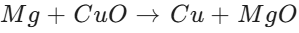 Mg + CuO → Cu + MgO